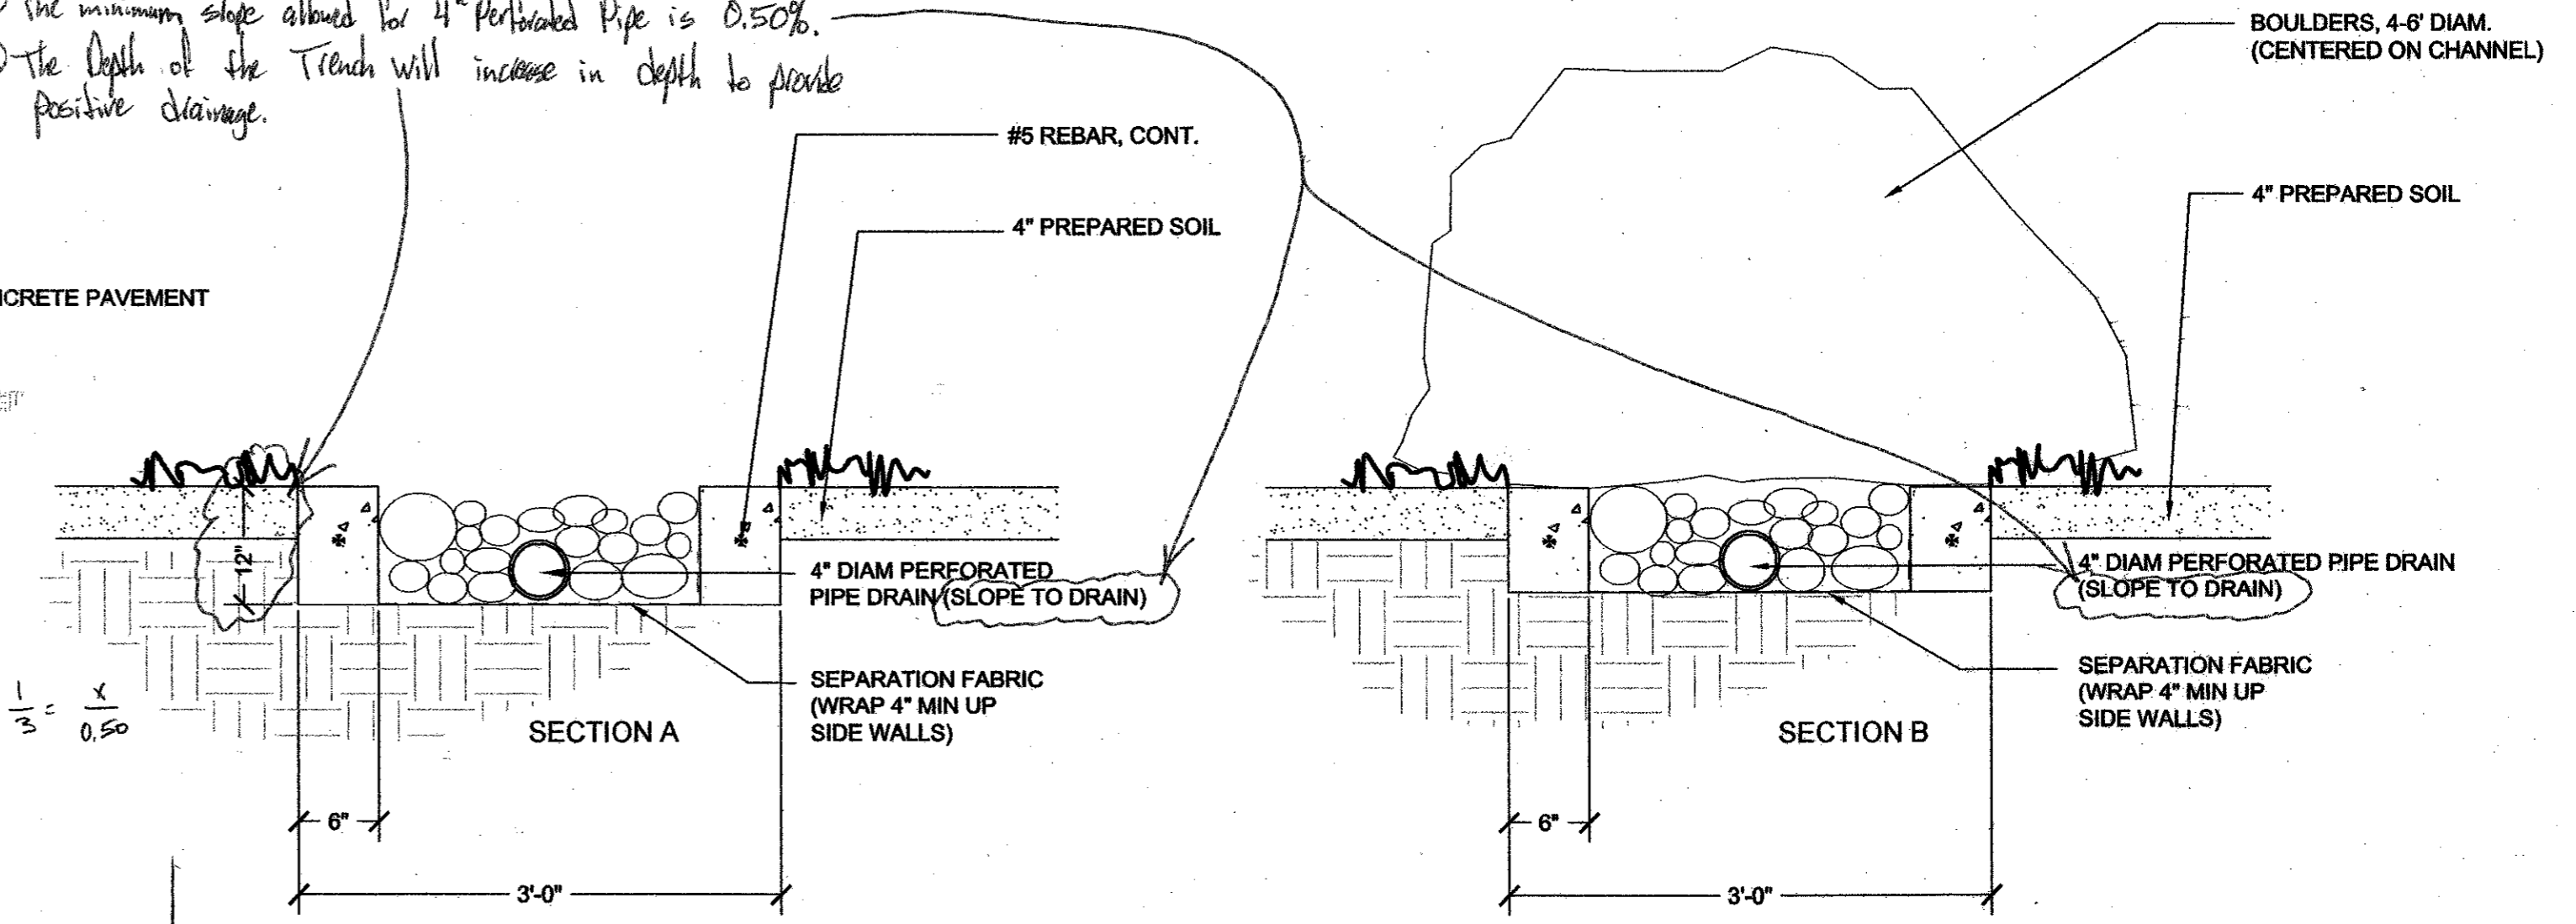 The minimum slope allowed for 4" Perforated Pipe is 0.50%.
The Depth of the Trench will increase in depth to provide
positive drainage.
BOULDERS, 4-6' DIAM.
(CENTERED ON CHANNEL)
#5 REBAR, CONT.
4" PREPARED SOIL
4" PREPARED SOIL
NCRETE PAVEMENT
12"
4" DIAM PERFORATED
PIPE DRAIN (SLOPE TO DRAIN)
4" DIAM PERFORATED PIPE DRAIN
(SLOPE TO DRAIN)
SEPARATION FABRIC
(WRAP 4" MIN UP
SIDE WALLS)
SEPARATION FABRIC
(WRAP 4" MIN UP
SIDE WALLS)
1/3 = x/0.50
SECTION A
SECTION B
6"
6"
3'-0"
3'-0"